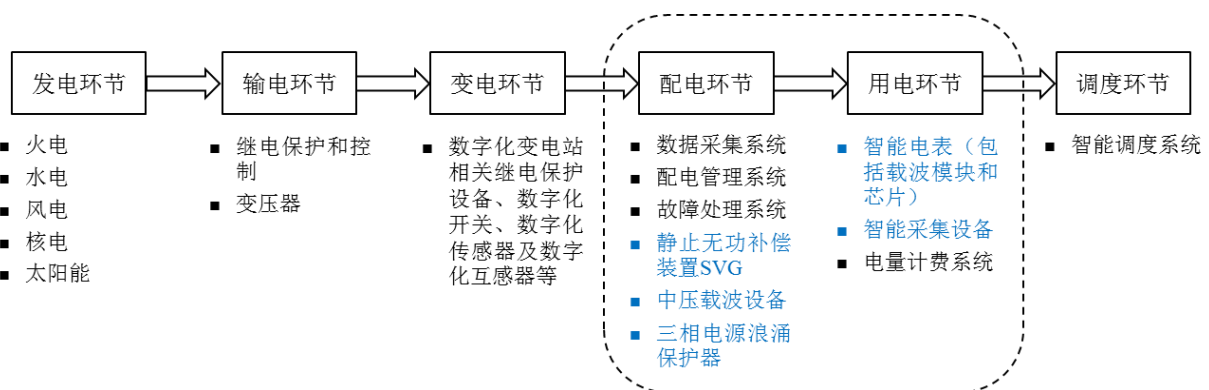 发电环节
输电环节
变电环节
配电环节
用电环节
调度环节
■ 火电
■ 水电
■ 风电
■ 核电
■ 太阳能
■ 继电保护和控
制
■ 变压器
■ 数字化变电站
相关继电保护
设备、数字化
开关、数字化
传感器及数字
化互感器等
■ 数据采集系统
■ 配电管理系统
■ 故障处理系统
■ 静止无功补偿
装置SVG
■ 中压载波设备
■ 三相电源浪涌
保护器
■ 智能电表（包
括载波模块和
芯片）
■ 智能采集设备
■ 电量计费系统
■ 智能调度系统